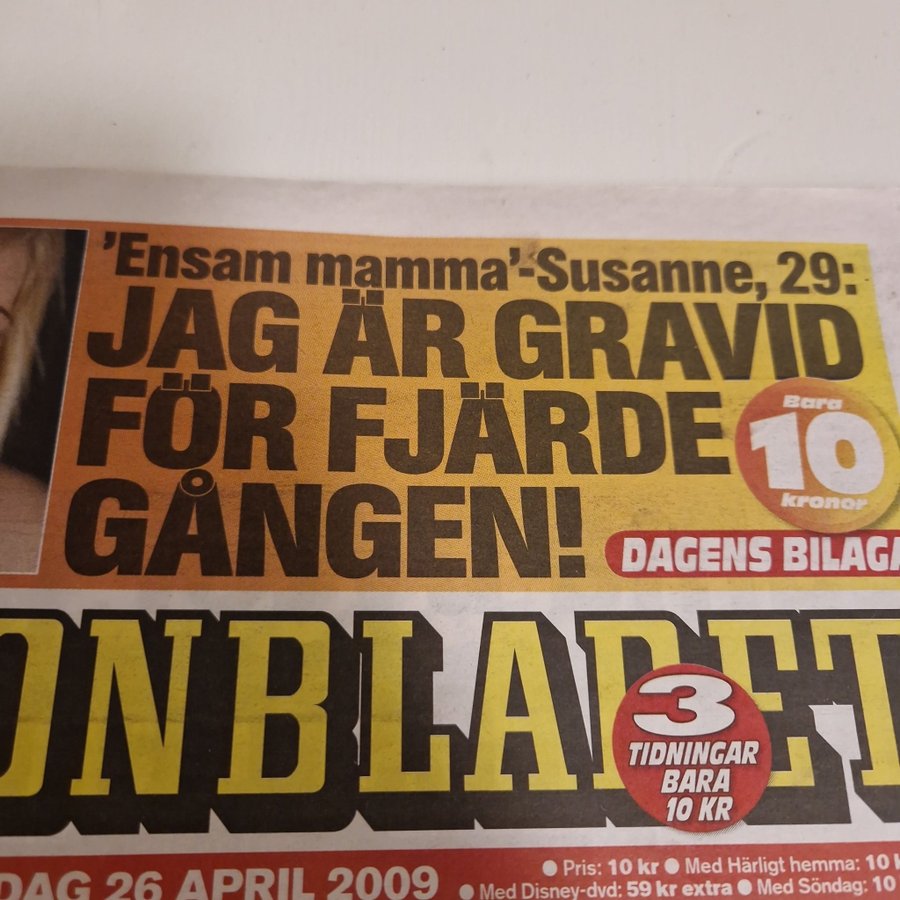 ’Ensam mamma’-Susanne, 29:
JAG ÄR GRAVID
FÖR FJÄRDE
GÅNGEN!
Bara
10
kronor
DAGENS BILAGA
ONBLADET
3
TIDNINGAR
BARA
10 KR
DAG 26 APRIL 2009
● Pris: 10 kr ● Med Härligt hemma: 10
● Med Disney-dvd: 59 kr extra ● Med Söndag: 10